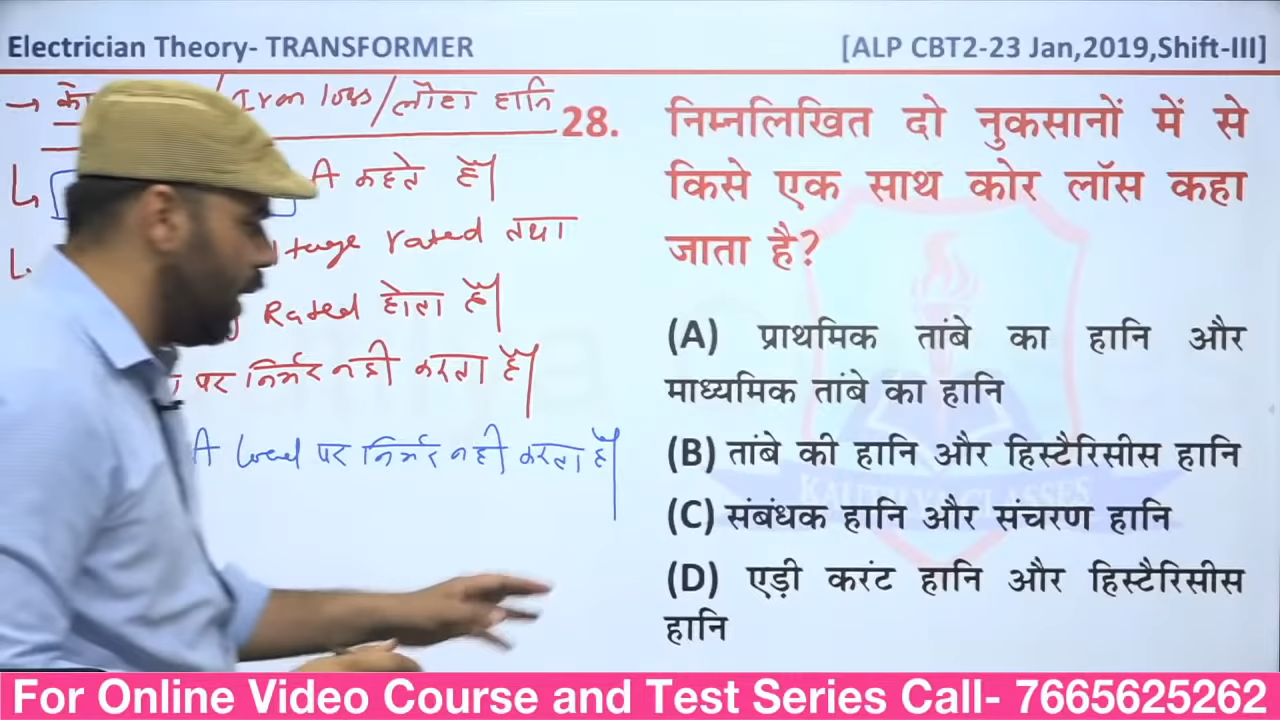 Electrician Theory- TRANSFORMER
[ALP CBT2-23 Jan,2019,Shift-III]
→ / Iron loss/लोहा हानि
A कहते हैं|
rated तथा
Rated होता है|
पर निर्भर नही करता है|
A load पर निर्भर नही करता है|
28. निम्नलिखित दो नुकसानों में से
किसे एक साथ कोर लॉस कहा
जाता है?
(A) प्राथमिक तांबे का हानि और
माध्यमिक तांबे का हानि
(B) तांबे की हानि और हिस्टैरिसीस हानि
(C) संबंधक हानि और संचरण हानि
(D) एड़ी करंट हानि और हिस्टैरिसीस
हानि
KAUTILYA CLASSES
For Online Video Course and Test Series Call- 7665625262